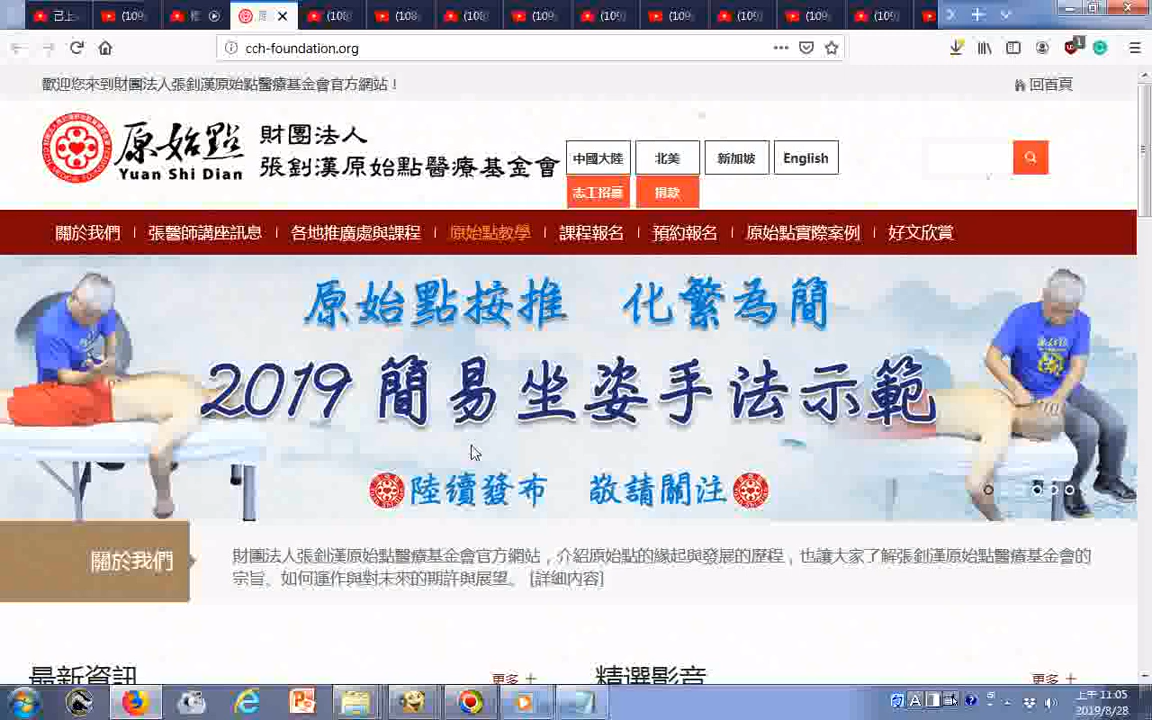 cch-foundation.org
歡迎您來到財團法人張釗漢原始點醫療基金會官方網站！
回首頁
原始點
Yuan Shi Dian
財團法人
張釗漢原始點醫療基金會
中國大陸
北美
新加坡
English
志工招募
捐款
關於我們
張醫師講座訊息
各地推廣處與課程
原始點教學
課程報名
預約報名
原始點實際案例
好文欣賞
原始點按推 化繁為簡
2019 簡易坐姿手法示範
陸續發布 敬請關注
關於我們
財團法人張釗漢原始點醫療基金會官方網站，介紹原始點的緣起與發展的歷程，也讓大家了解張釗漢原始點醫療基金會的
宗旨、如何運作與對未來的期許與展望。 [詳細內容]
最新資訊
更多 +
精選影音
更多 +
上午 11:05
2019/8/28